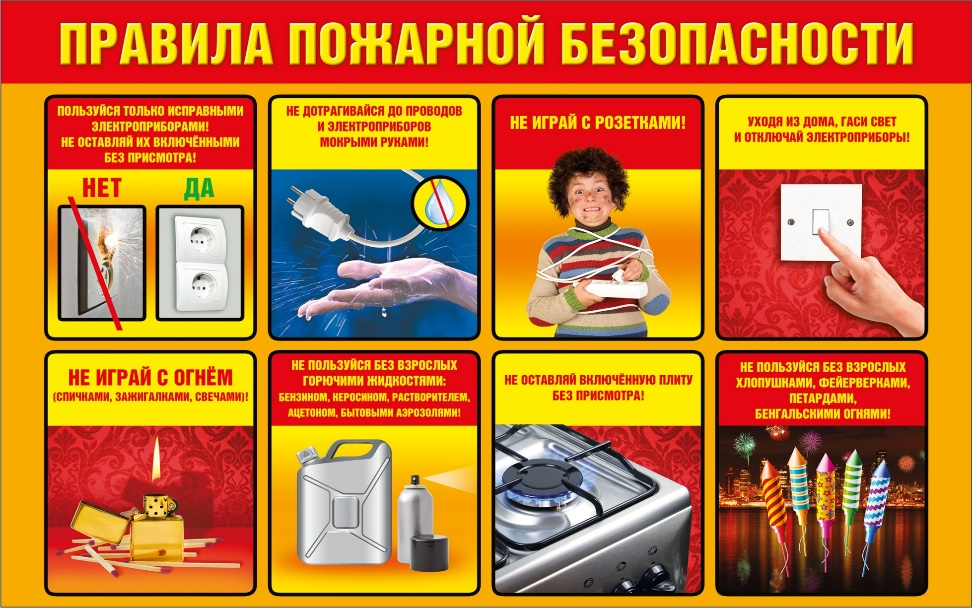 ПРАВИЛА ПОЖАРНОЙ БЕЗОПАСНОСТИ
ПОЛЬЗУЙСЯ ТОЛЬКО ИСПРАВНЫМИ
ЭЛЕКТРОПРИБОРАМИ!
НЕ ОСТАВЛЯЙ ИХ ВКЛЮЧЁННЫМИ
БЕЗ ПРИСМОТРА!
НЕТ
ДА
НЕ ДОТРАГИВАЙСЯ ДО ПРОВОДОВ
И ЭЛЕКТРОПРИБОРОВ
МОКРЫМИ РУКАМИ!
НЕ ИГРАЙ С РОЗЕТКАМИ!
УХОДЯ ИЗ ДОМА, ГАСИ СВЕТ
И ОТКЛЮЧАЙ ЭЛЕКТРОПРИБОРЫ!
НЕ ИГРАЙ С ОГНЁМ
(СПИЧКАМИ, ЗАЖИГАЛКАМИ, СВЕЧАМИ)!
НЕ ПОЛЬЗУЙСЯ БЕЗ ВЗРОСЛЫХ
ГОРЮЧИМИ ЖИДКОСТЯМИ:
БЕНЗИНОМ, КЕРОСИНОМ, РАСТВОРИТЕЛЕМ,
АЦЕТОНОМ, БЫТОВЫМИ АЭРОЗОЛЯМИ!
НЕ ОСТАВЛЯЙ ВКЛЮЧЁННУЮ ПЛИТУ
БЕЗ ПРИСМОТРА!
НЕ ПОЛЬЗУЙСЯ БЕЗ ВЗРОСЛЫХ
ХЛОПУШКАМИ, ФЕЙЕРВЕРКАМИ,
ПЕТАРДАМИ,
БЕНГАЛЬСКИМИ ОГНЯМИ!